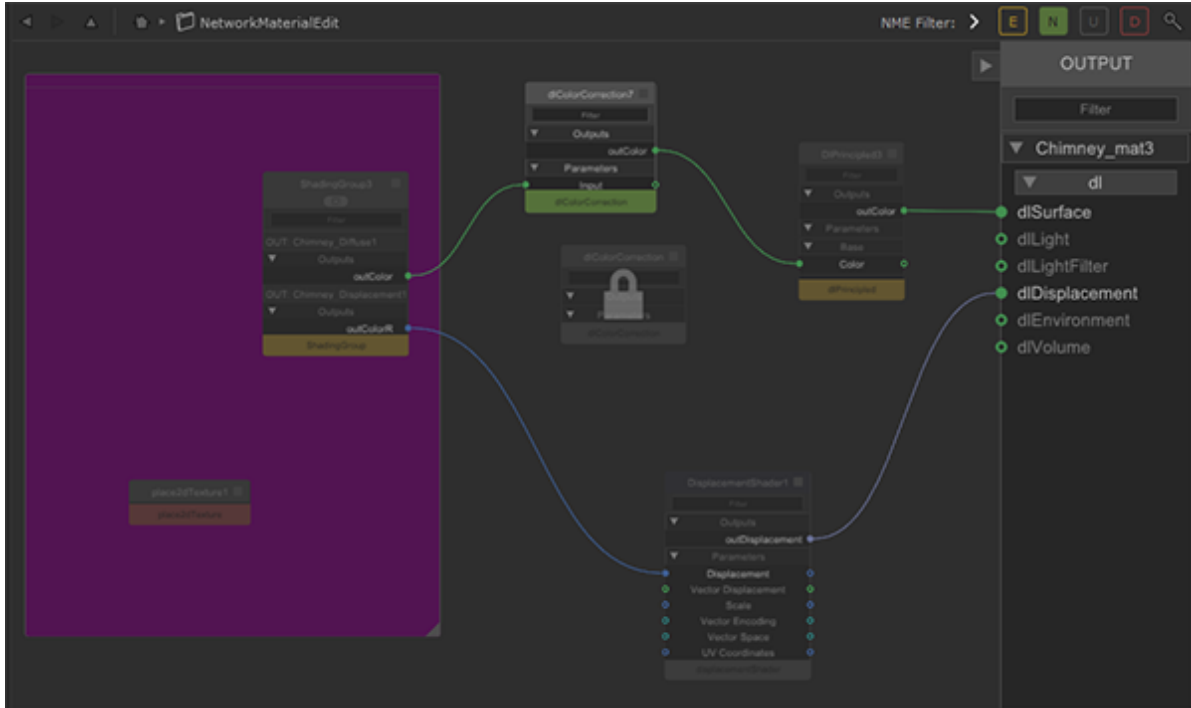 NetworkMaterialEdit
NME Filter:
E
N
U
D
OUTPUT
Filter
Chimney_mat3
dl
dlSurface
dlLight
dlLightFilter
dlDisplacement
dlEnvironment
dlVolume
dlColorCorrection7
Filter
Outputs
outColor
Parameters
Input
dlColorCorrection
ShadingGroup3
Filter
OUT: Chimney_Diffuse1
Outputs
outColor
OUT: Chimney_Displacement1
Outputs
outColorR
ShadingGroup
dlColorCorrection
Parameters
dlColorCorrection
DlPrincipled3
Filter
Outputs
outColor
Parameters
Base
Color
dlPrincipled
place2dTexture1
place2dTexture
DisplacementShader1
Filter
Outputs
outDisplacement
Parameters
Displacement
Vector Displacement
Scale
Vector Encoding
Vector Space
UV Coordinates
displacementShader